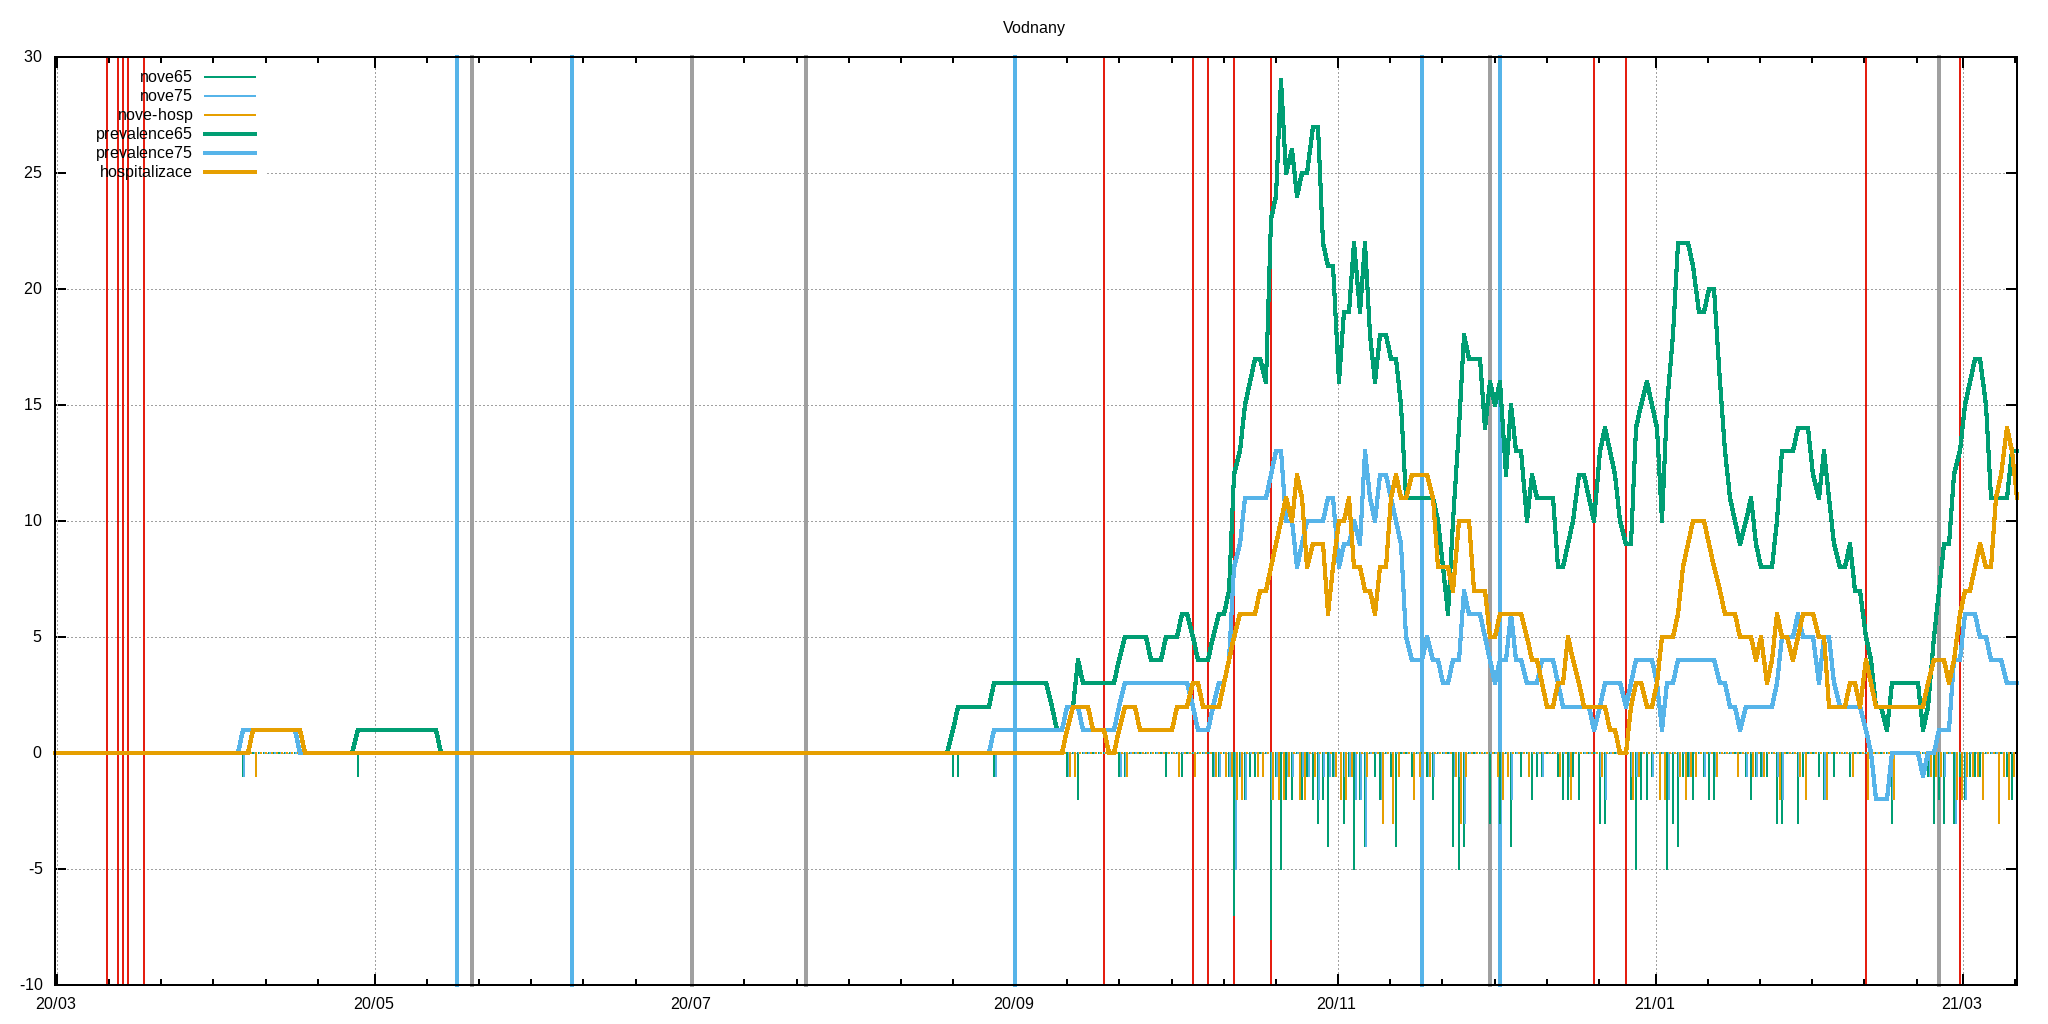 Vodnany
30
25
20
15
10
5
0
-5
-10
nove65
nove75
nove-hosp
prevalence65
prevalence75
hospitalizace
20/03 20/05 20/07 20/09 20/11 21/01 21/03